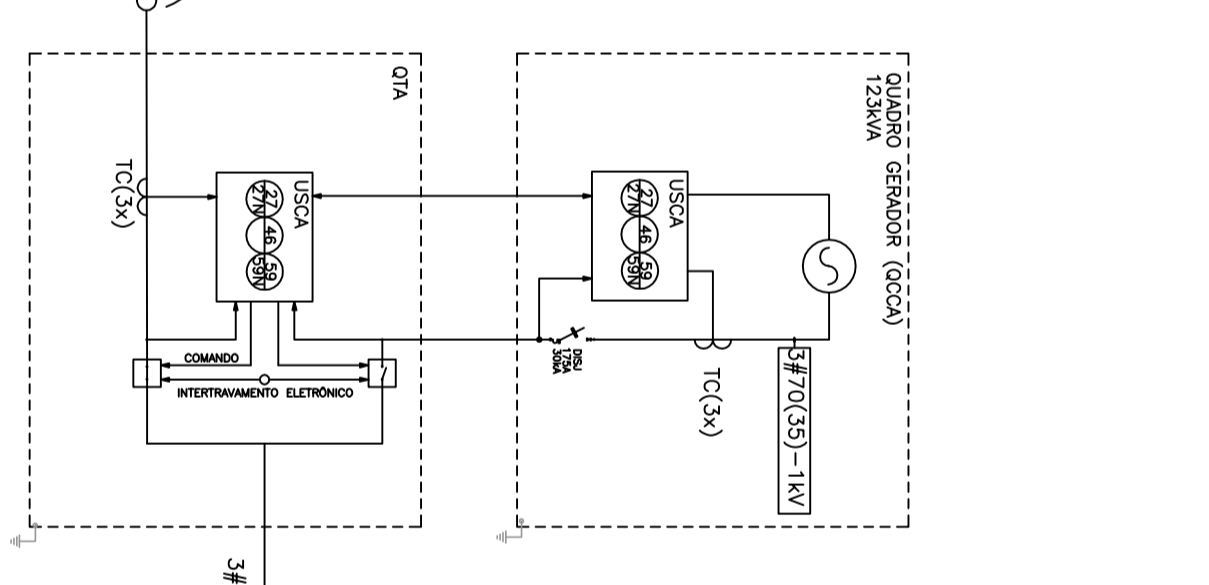 QTA
TC(3x)
USCA
27
27N
46
59
59N
COMANDO
INTERTRAVAMENTO ELETRÔNICO
3#
QUADRO GERADOR (QCCA)
123kVA
USCA
27
27N
46
59
59N
DISJ
175A
30kA
TC(3x)
3#70(35)-1kV